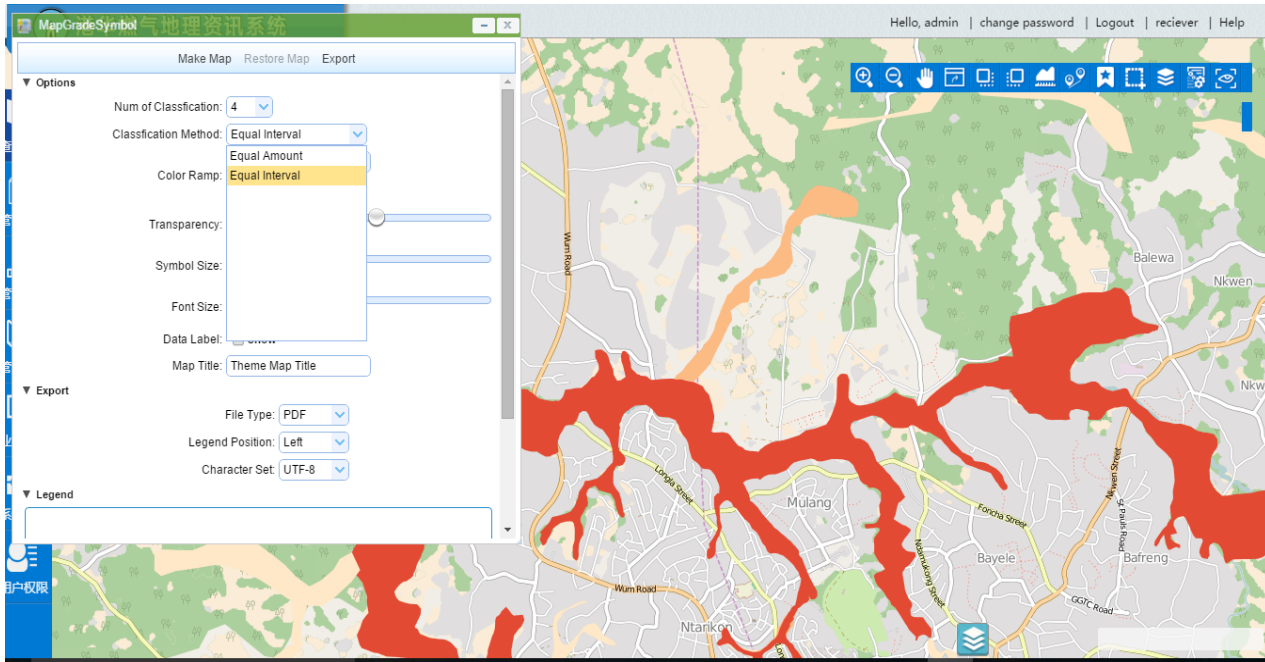 MapGradeSymbol
燃气地理资讯系统
Hello, admin | change password | Logout | reciever | Help
Make Map Restore Map Export
▼ Options
Num of Classfication: 4
Classfication Method: Equal Interval
Equal Amount
Color Ramp: Equal Interval
Transparency:
Symbol Size:
Font Size:
Data Label:
Map Title: Theme Map Title
▼ Export
File Type: PDF
Legend Position: Left
Character Set: UTF-8
▼ Legend
用户权限
Wum Road
Balewa
Nkwen
Nkw
Longla Street
Mulang
Foncha Street
Nkwen Street
St Pauls Road
Ndamukong Street
Bayele
Bafreng
Wum Road
GGTC Road
Ntarikon
Lon